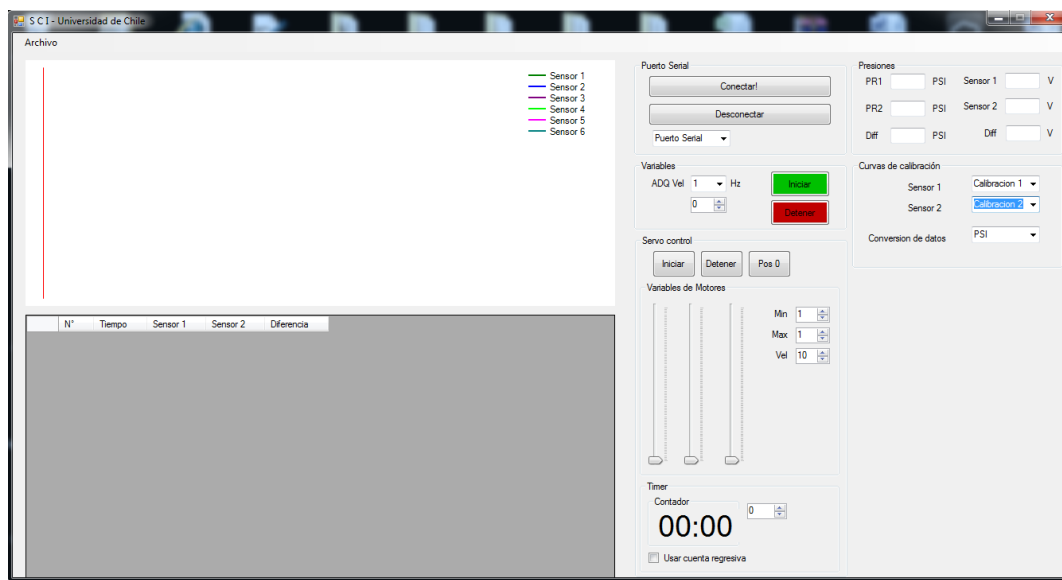 S C I - Universidad de Chile
Archivo
Sensor 1
Sensor 2
Sensor 3
Sensor 4
Sensor 5
Sensor 6
N° Tiempo Sensor 1 Sensor 2 Diferencia
Puerto Serial
Conectar!
Desconectar
Puerto Serial
Variables
ADQ Vel 1 Hz
0
Iniciar
Detener
Servo control
Iniciar Detener Pos 0
Variables de Motores
Min 1
Max 1
Vel 10
Timer
Contador
00:00
0
Usar cuenta regresiva
Presiones
PR1 PSI Sensor 1 V
PR2 PSI Sensor 2 V
Diff PSI Diff V
Curvas de calibración
Sensor 1 Calibracion 1
Sensor 2 Calibracion 2
Conversion de datos PSI